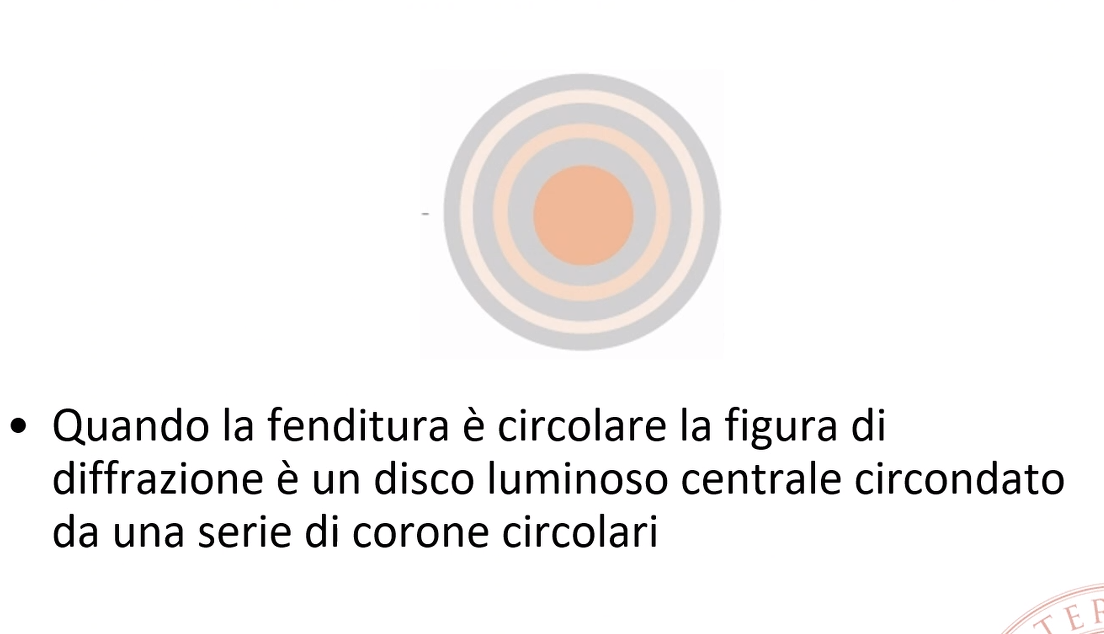 • Quando la fenditura è circolare la figura di
diffrazione è un disco luminoso centrale circondato
da una serie di corone circolari